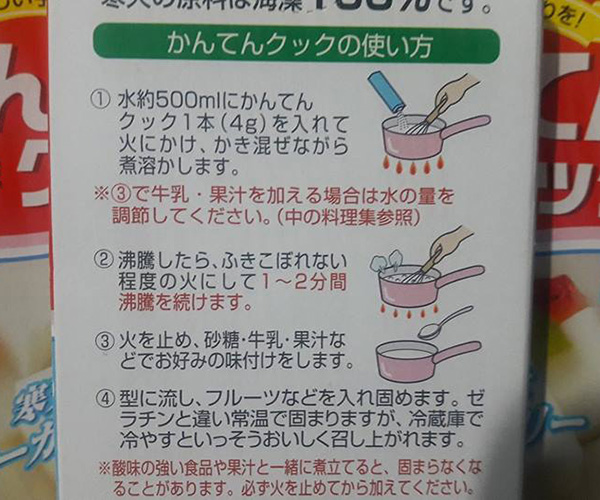 寒天の原料は海藻100%です。
かんてんクックの使い方
① 水約500mlにかんてん
クック1本(4g)を入れて
火にかけ、かき混ぜながら
煮溶かします。
※③で牛乳・果汁を加える場合は水の量を
調節してください。(中の料理集参照)
② 沸騰したら、ふきこぼれない
程度の火にして1〜2分間
沸騰を続けます。
③ 火を止め、砂糖・牛乳・果汁な
どでお好みの味付けをします。
④ 型に流し、フルーツなどを入れ固めます。ゼ
ラチンと違い常温で固まりますが、冷蔵庫で
冷やすといっそうおいしく召し上がれます。
※酸味の強い食品や果汁と一緒に煮立てると、固まらなくな
ることがあります。必ず火を止めてから加えてください。